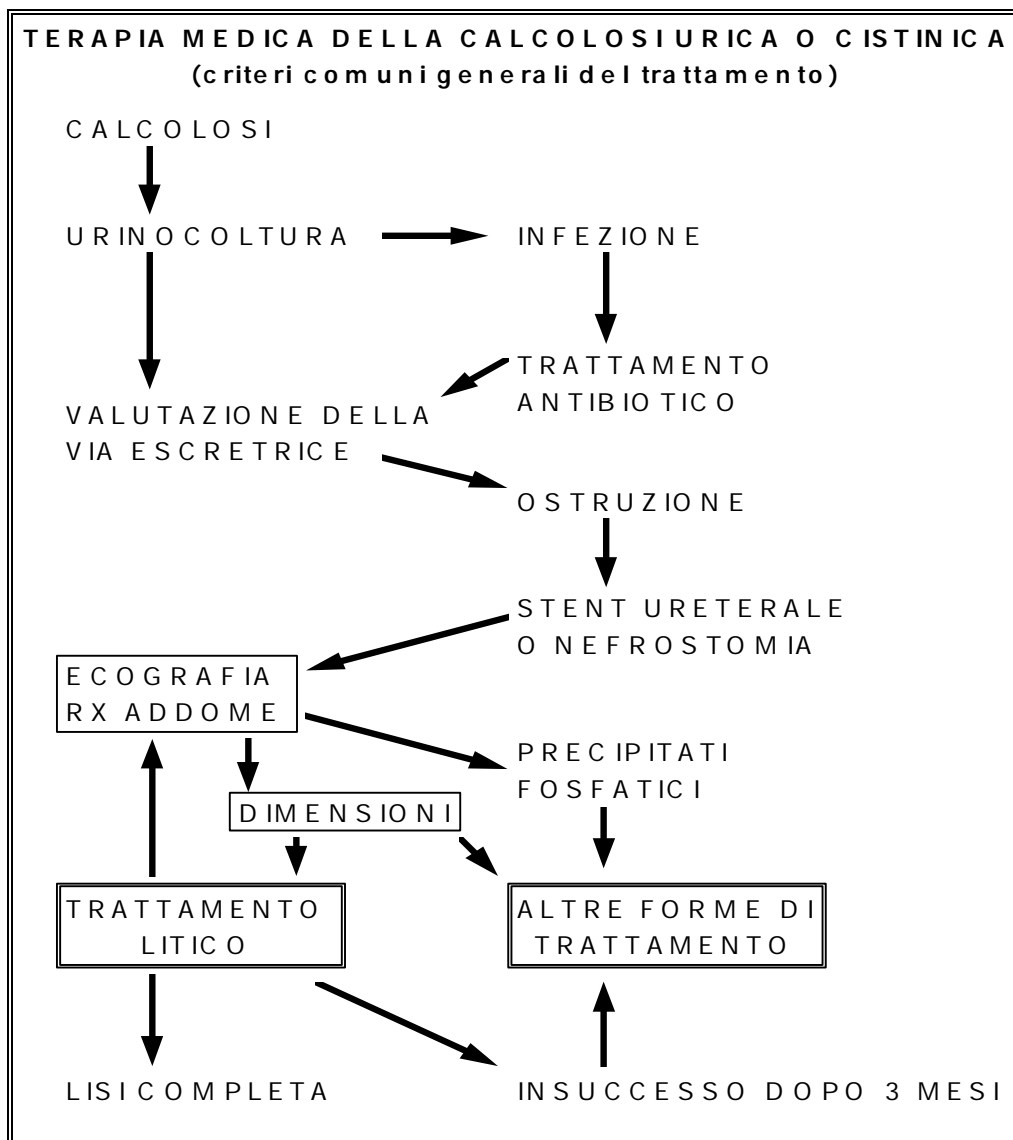 TERAPIA MEDICA DELLA CALCOLOSI URICA O CISTINICA
(criteri comuni generali del trattamento)
CALCOLOSI
URINOCOLTURA
INFEZIONE
TRATTAMENTO
ANTIBIOTICO
VALUTAZIONE DELLA
VIA ESCRETRICE
OSTRUZIONE
STENT URETERALE
O NEFROSTOMIA
ECOGRAFIA
RX ADDOME
PRECIPITATI
FOSFATICI
DIMENSIONI
TRATTAMENTO
LITICO
ALTRE FORME DI
TRATTAMENTO
LISI COMPLETA
INSUCCESSO DOPO 3 MESI